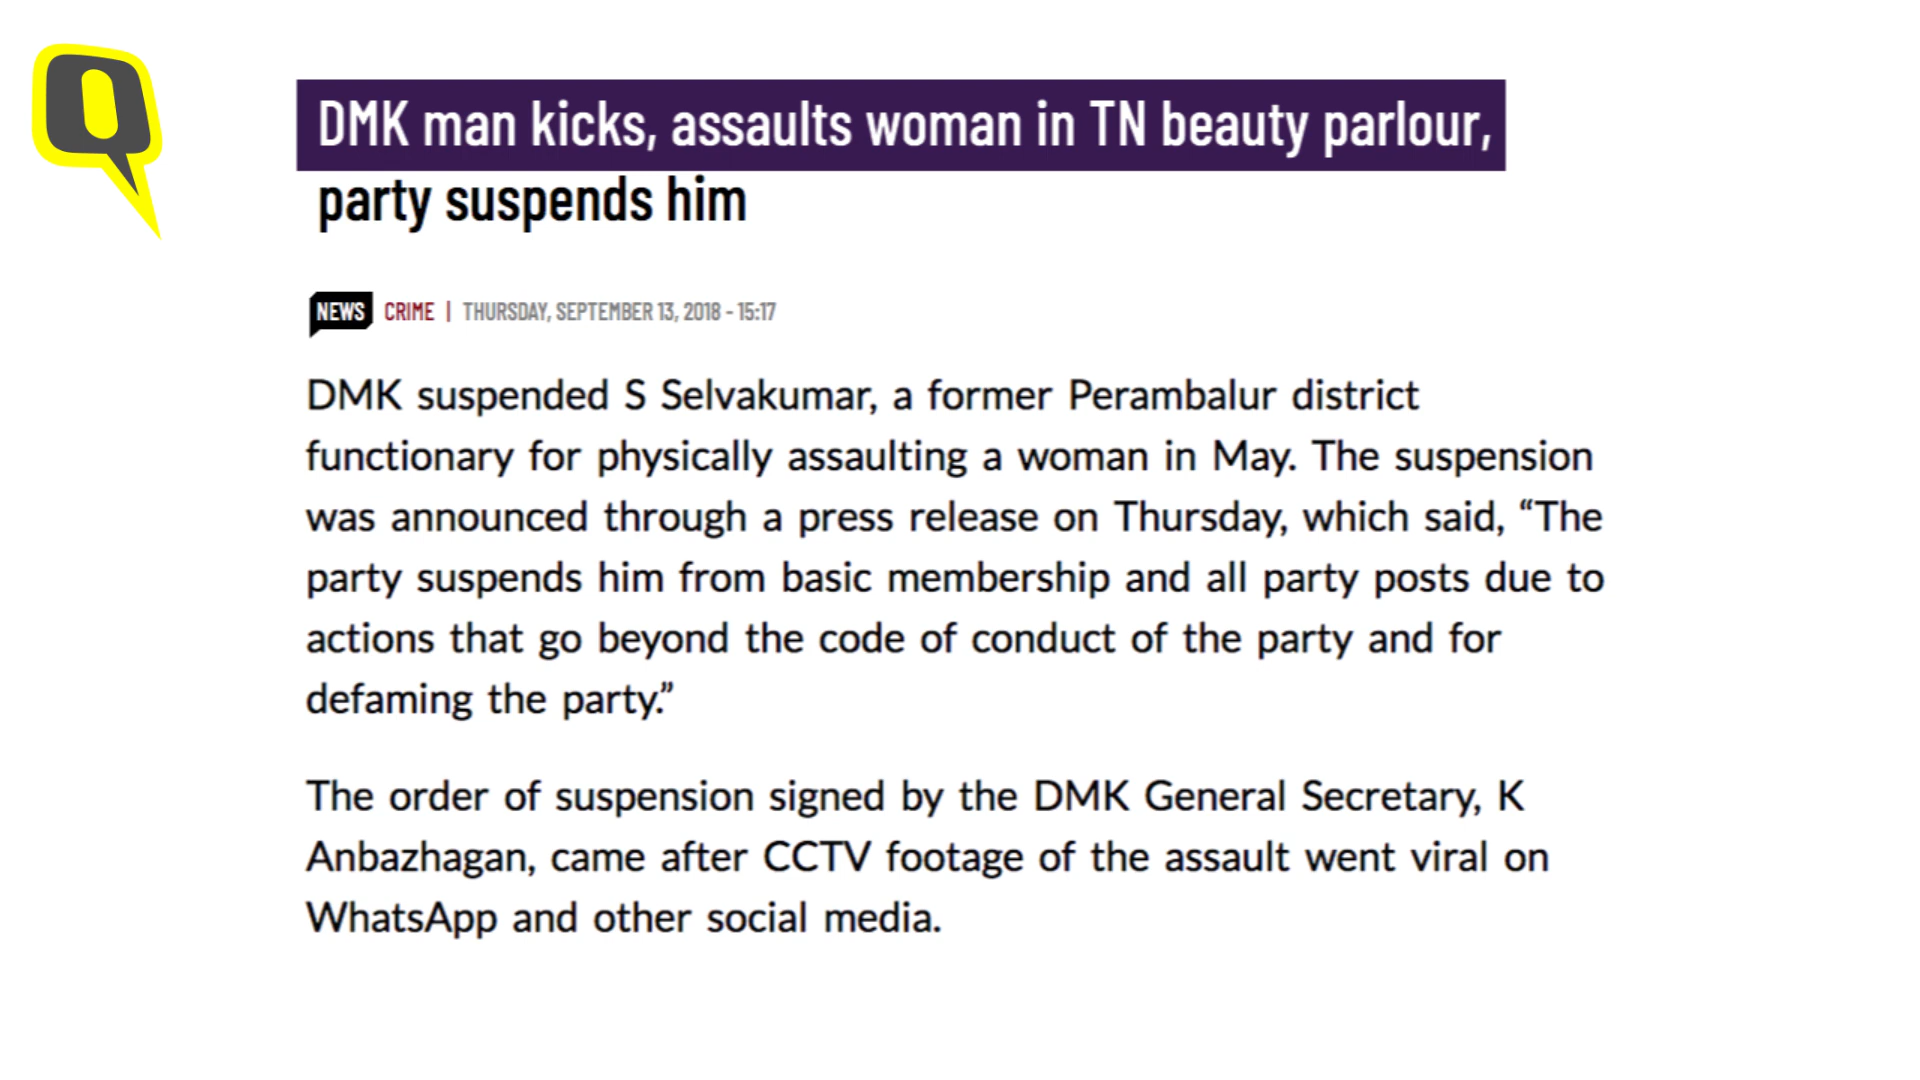 DMK man kicks, assaults woman in TN beauty parlour,
party suspends him
NEWS CRIME | THURSDAY, SEPTEMBER 13, 2018 - 15:17
DMK suspended S Selvakumar, a former Perambalur district
functionary for physically assaulting a woman in May. The suspension
was announced through a press release on Thursday, which said, “The
party suspends him from basic membership and all party posts due to
actions that go beyond the code of conduct of the party and for
defaming the party.”
The order of suspension signed by the DMK General Secretary, K
Anbazhagan, came after CCTV footage of the assault went viral on
WhatsApp and other social media.